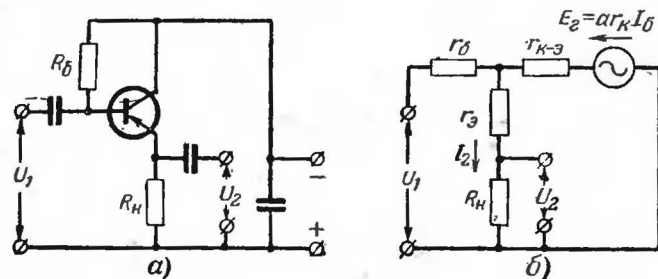 Rб
U₁
Rн
U₂
−
+
а)
Eг=αrкIб
rб
rк-э
rэ
I₂
U₁
Rн
U₂
б)